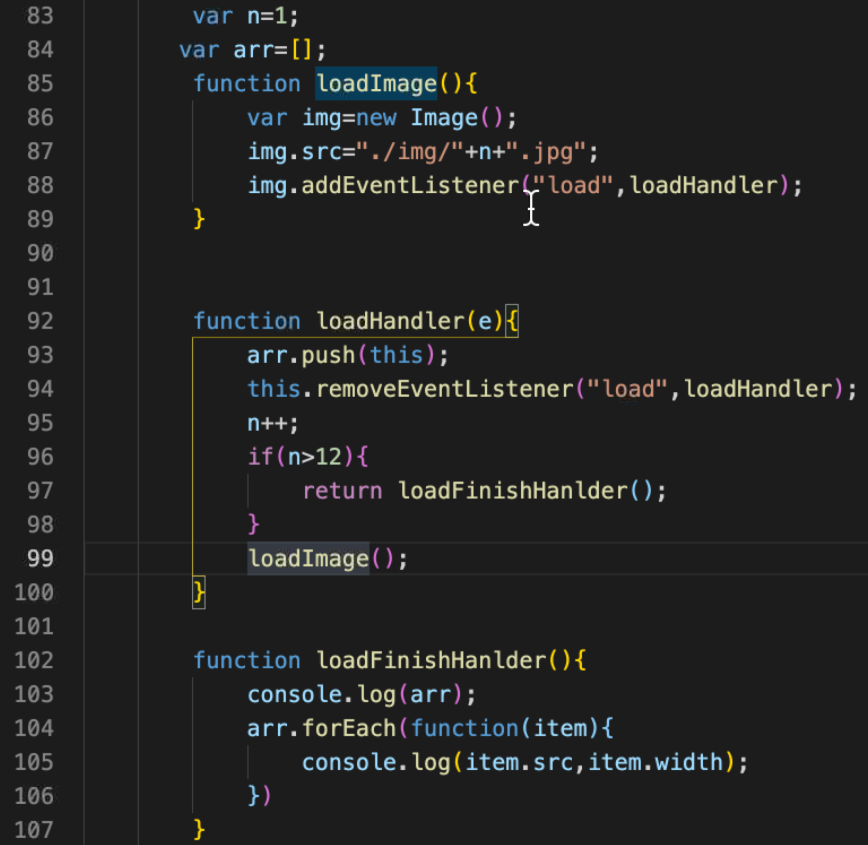 83 var n=1;
84 var arr=[];
85 function loadImage(){
86 var img=new Image();
87 img.src="./img/"+n+".jpg";
88 img.addEventListener("load",loadHandler);
89 }
90
91
92 function loadHandler(e){
93 arr.push(this);
94 this.removeEventListener("load",loadHandler);
95 n++;
96 if(n>12){
97 return loadFinishHanlder();
98 }
99 loadImage();
100 }
101
102 function loadFinishHanlder(){
103 console.log(arr);
104 arr.forEach(function(item){
105 console.log(item.src,item.width);
106 })
107 }